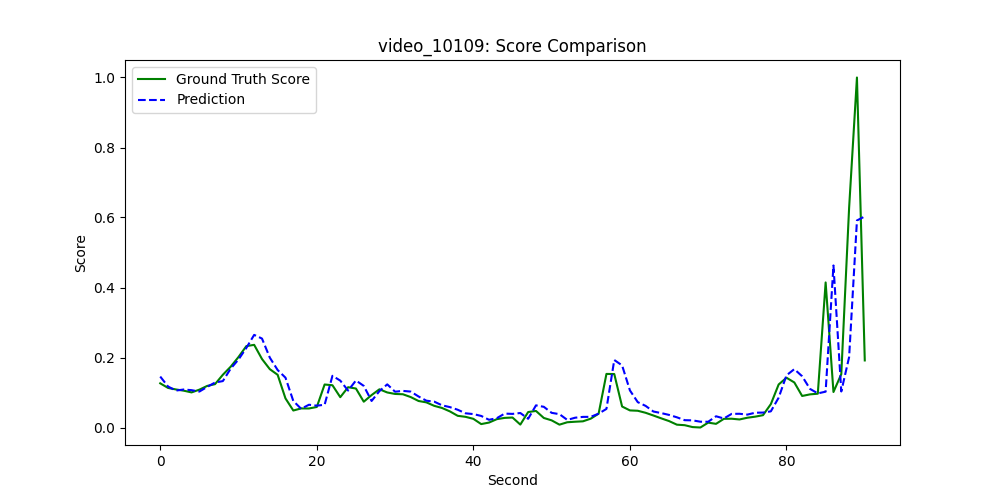 video_10109: Score Comparison
Ground Truth Score
Prediction
1.0
0.8
0.6
0.4
0.2
0.0
Score
0 20 40 60 80
Second